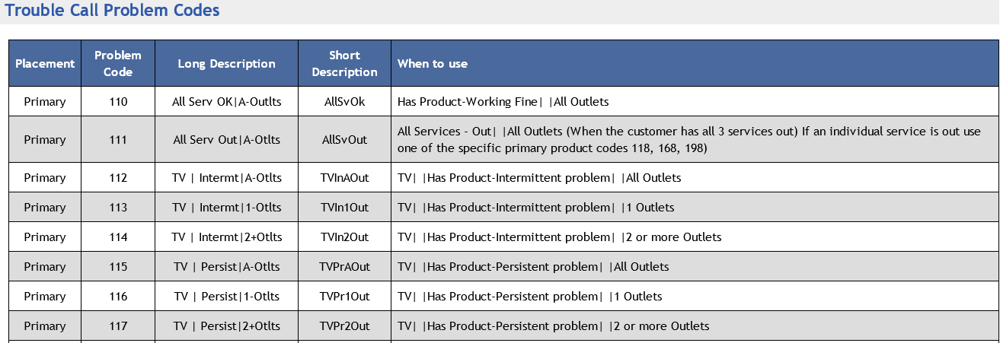 Trouble Call Problem Codes
Placement | Problem Code | Long Description | Short Description | When to use
Primary | 110 | All Serv OK|A-Outlts | AllSvOk | Has Product-Working Fine| |All Outlets
Primary | 111 | All Serv Out|A-Otlts | AllSvOut | All Services - Out| |All Outlets (When the customer has all 3 services out) If an individual service is out use
one of the specific primary product codes 118, 168, 198)
Primary | 112 | TV | Intermt|A-Otlts | TVInAOut | TV| |Has Product-Intermittent problem| |All Outlets
Primary | 113 | TV | Intermt|1-Otlts | TVIn1Out | TV| |Has Product-Intermittent problem| |1 Outlets
Primary | 114 | TV | Intermt|2+Otlts | TVIn2Out | TV| |Has Product-Intermittent problem| |2 or more Outlets
Primary | 115 | TV | Persist|A-Otlts | TVPrAOut | TV| |Has Product-Persistent problem| |All Outlets
Primary | 116 | TV | Persist|1-Otlts | TVPr1Out | TV| |Has Product-Persistent problem| |1 Outlets
Primary | 117 | TV | Persist|2+Otlts | TVPr2Out | TV| |Has Product-Persistent problem| |2 or more Outlets